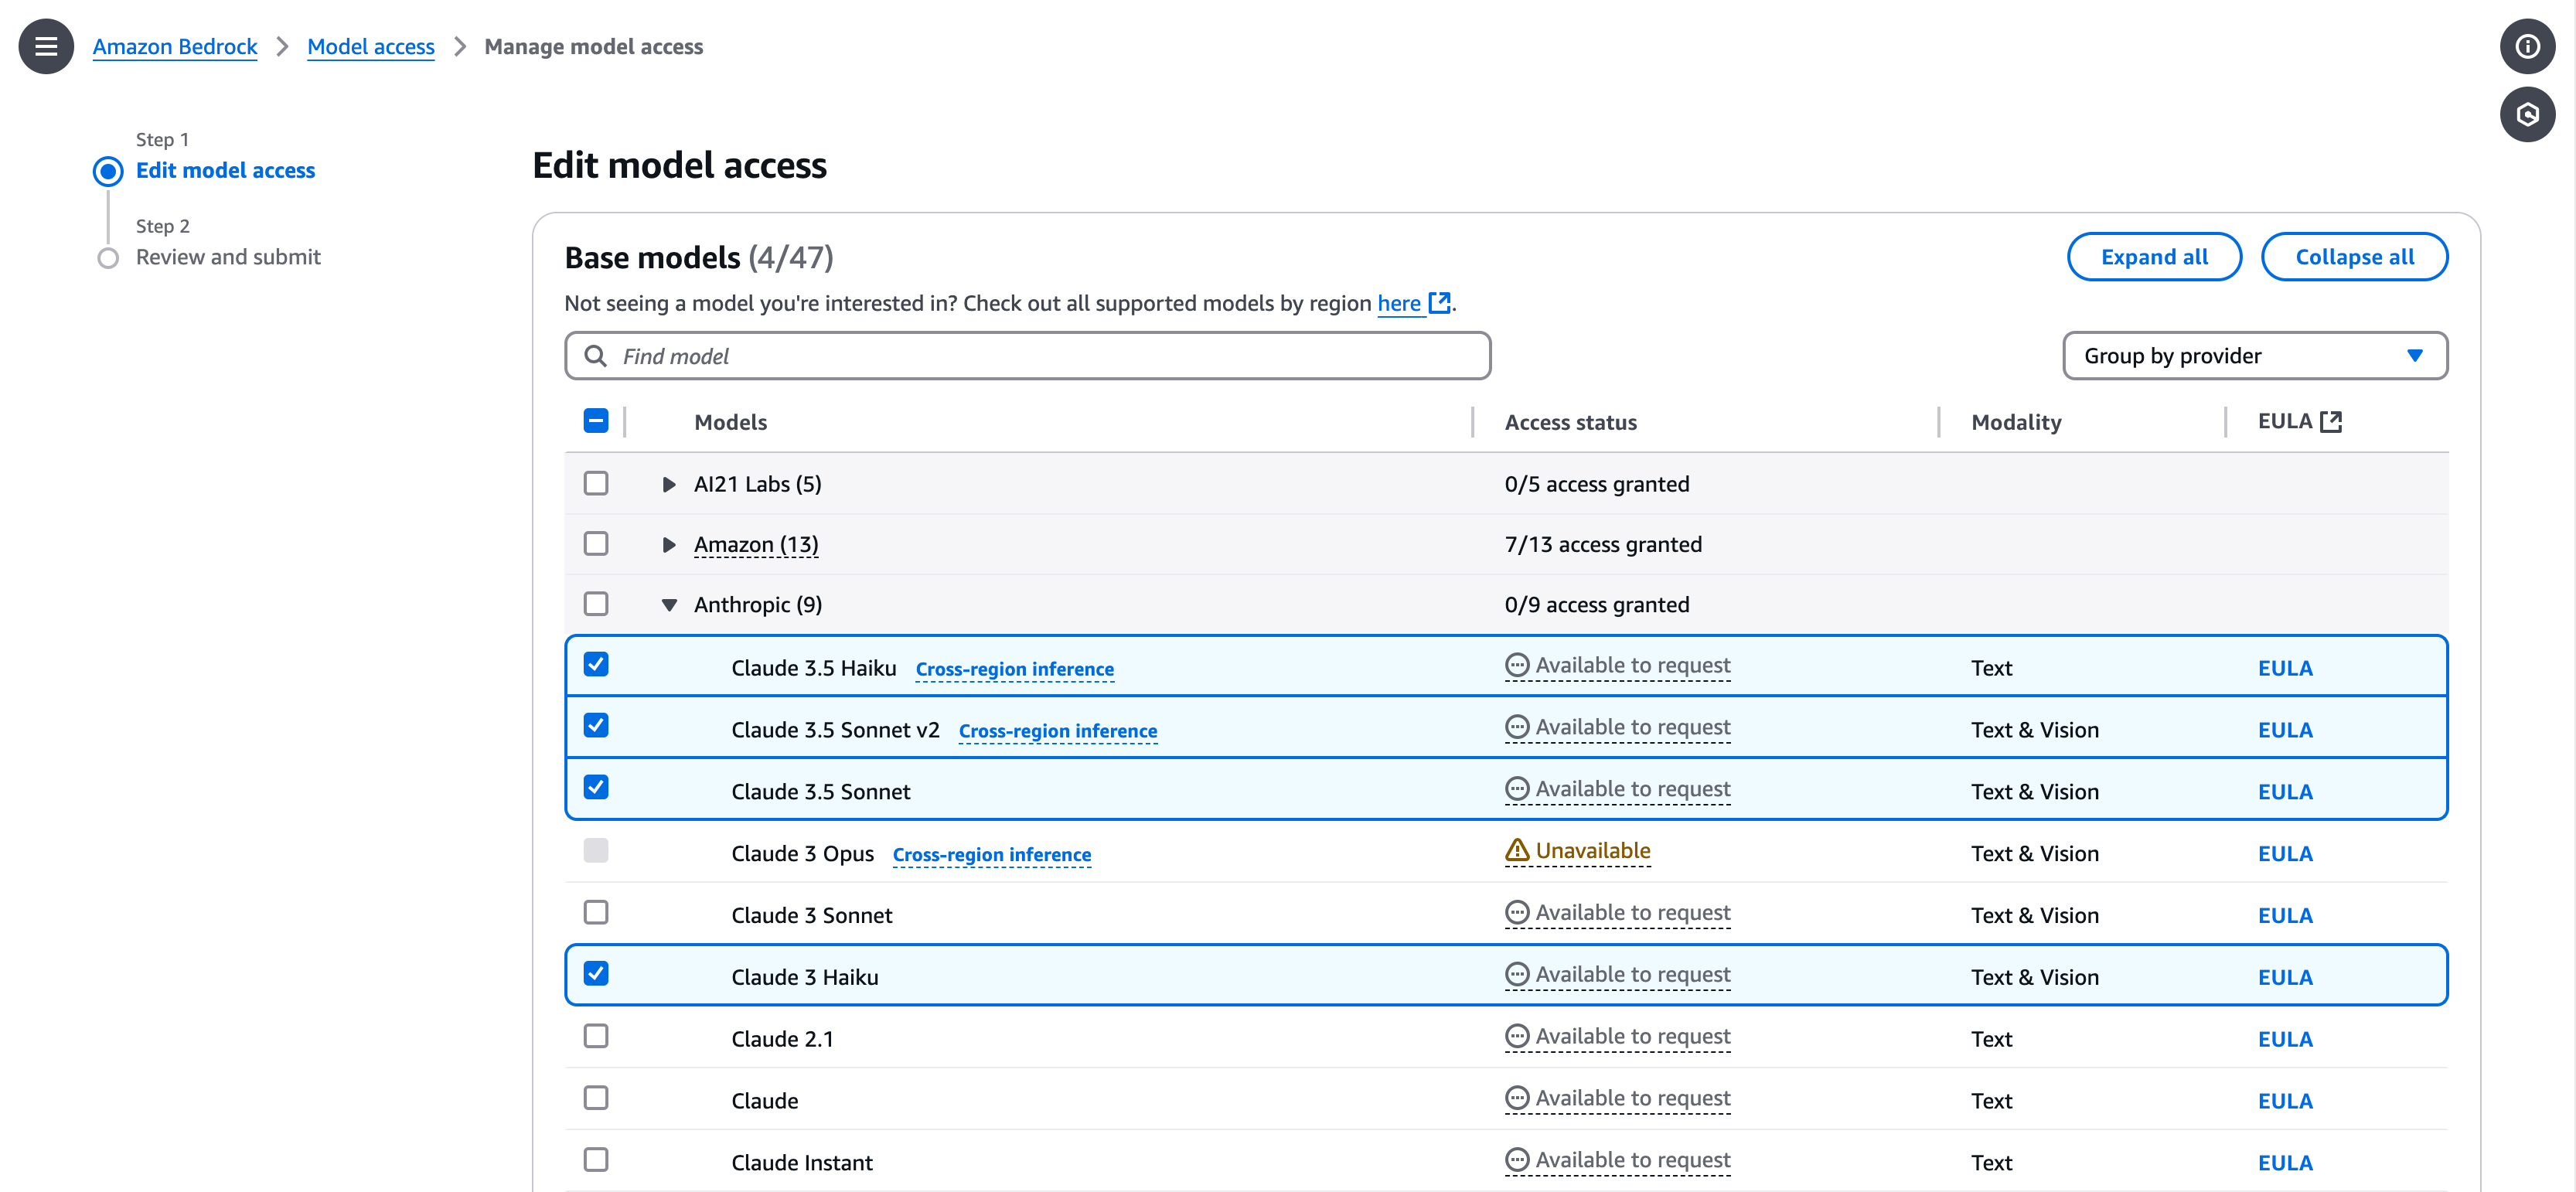 Amazon Bedrock > Model access > Manage model access
Step 1
Edit model access
Step 2
Review and submit
Edit model access
Base models (4/47)
Expand all
Collapse all
Not seeing a model you're interested in? Check out all supported models by region here.
Find model
Group by provider
Models Access status Modality EULA
AI21 Labs (5) 0/5 access granted
Amazon (13) 7/13 access granted
Anthropic (9) 0/9 access granted
Claude 3.5 Haiku Cross-region inference Available to request Text EULA
Claude 3.5 Sonnet v2 Cross-region inference Available to request Text & Vision EULA
Claude 3.5 Sonnet Available to request Text & Vision EULA
Claude 3 Opus Cross-region inference Unavailable Text & Vision EULA
Claude 3 Sonnet Available to request Text & Vision EULA
Claude 3 Haiku Available to request Text & Vision EULA
Claude 2.1 Available to request Text EULA
Claude Available to request Text EULA
Claude Instant Available to request Text EULA